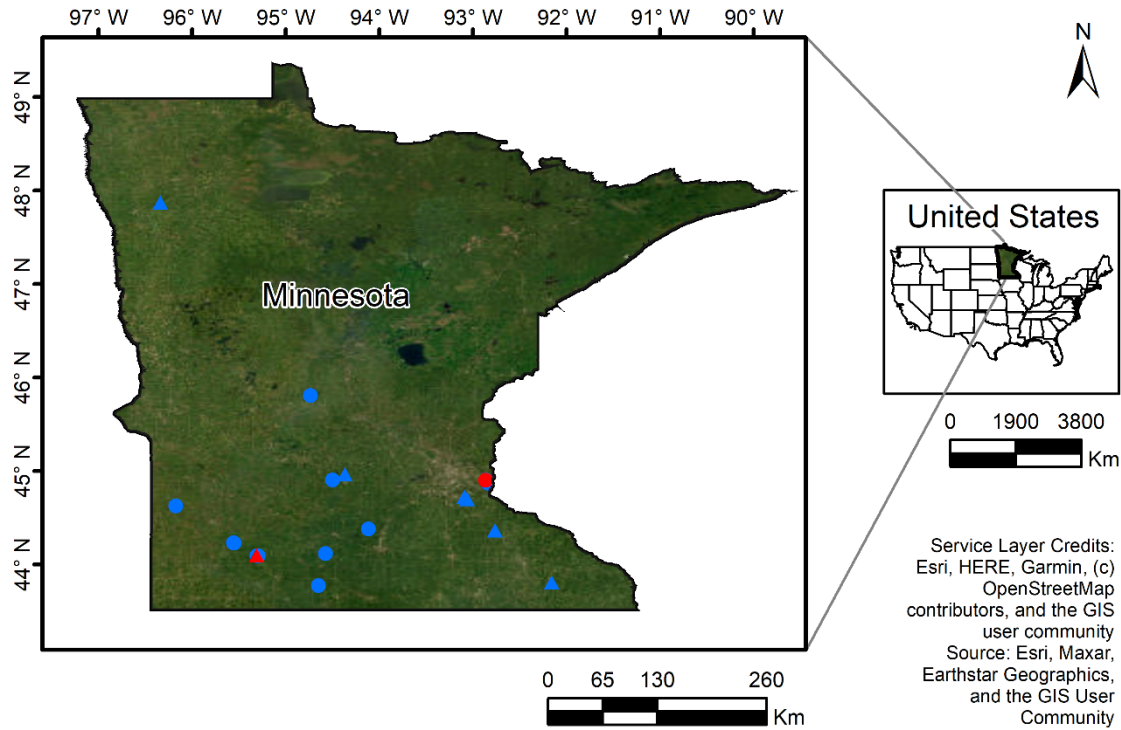 97° W 96° W 95° W 94° W 93° W 92° W 91° W 90° W
N
49° N
48° N
47° N
46° N
45° N
44° N
Minnesota
United States
0 1900 3800
Km
0 65 130 260
Km
Service Layer Credits:
Esri, HERE, Garmin, (c)
OpenStreetMap
contributors, and the GIS
user community
Source: Esri, Maxar,
Earthstar Geographics,
and the GIS User
Community